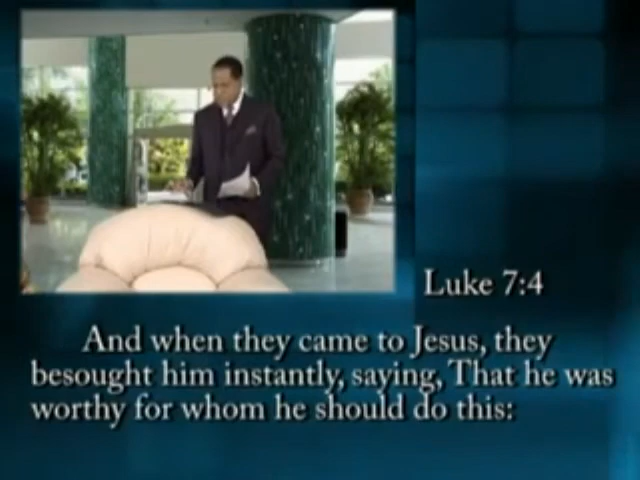 Luke 7:4
And when they came to Jesus, they
besought him instantly, saying, That he was
worthy for whom he should do this: